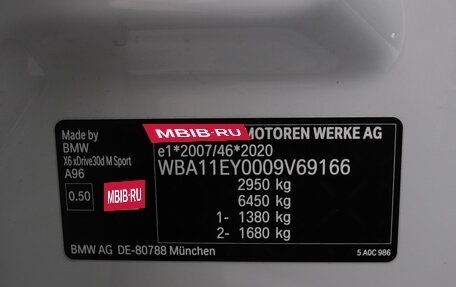 MBIB-RU MOTOREN WERKE AG
Made by
BMW
X6 xDrive30d M Sport
A96
0.50 MBIB-RU
e1*2007/46*2020
WBA11EY0009V69166
2950 kg
6450 kg
1- 1380 kg
2- 1680 kg
BMW AG DE-80788 München
5 A0C 986